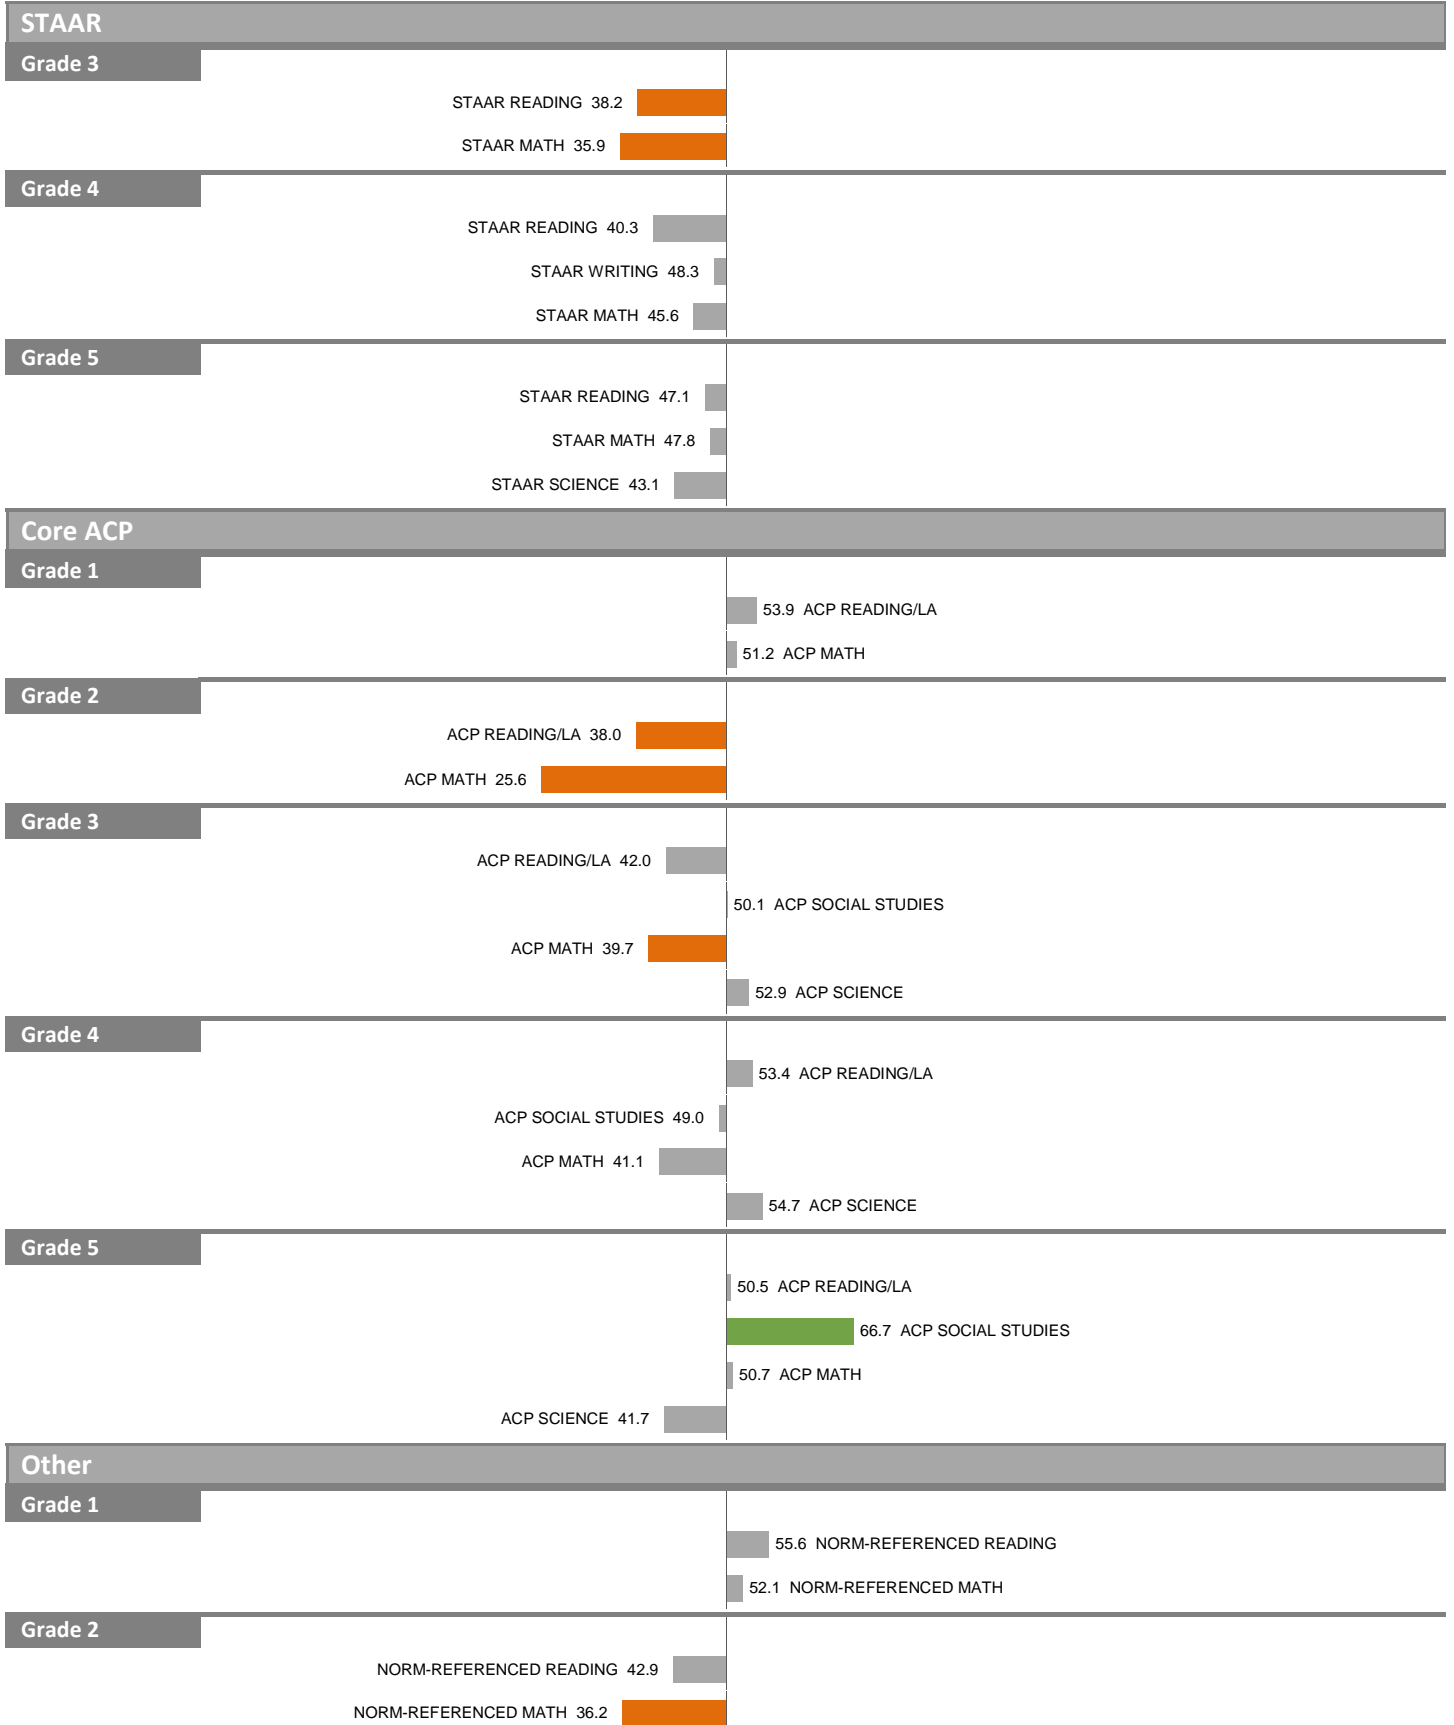 STAAR
Grade 3
STAAR READING 38.2
STAAR MATH 35.9
Grade 4
STAAR READING 40.3
STAAR WRITING 48.3
STAAR MATH 45.6
Grade 5
STAAR READING 47.1
STAAR MATH 47.8
STAAR SCIENCE 43.1
Core ACP
Grade 1
53.9 ACP READING/LA
51.2 ACP MATH
Grade 2
ACP READING/LA 38.0
ACP MATH 25.6
Grade 3
ACP READING/LA 42.0
50.1 ACP SOCIAL STUDIES
ACP MATH 39.7
52.9 ACP SCIENCE
Grade 4
53.4 ACP READING/LA
ACP SOCIAL STUDIES 49.0
ACP MATH 41.1
54.7 ACP SCIENCE
Grade 5
50.5 ACP READING/LA
66.7 ACP SOCIAL STUDIES
50.7 ACP MATH
ACP SCIENCE 41.7
Other
Grade 1
55.6 NORM-REFERENCED READING
52.1 NORM-REFERENCED MATH
Grade 2
NORM-REFERENCED READING 42.9
NORM-REFERENCED MATH 36.2